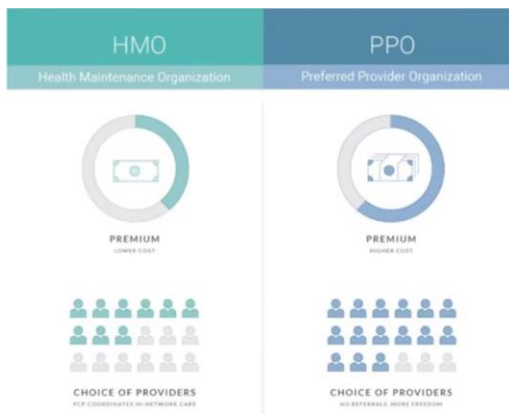 HMO
Health Maintenance Organization
PREMIUM
LOWER COST
CHOICE OF PROVIDERS
PCP COORDINATES IN-NETWORK CARE
PPO
Preferred Provider Organization
PREMIUM
HIGHER COST
CHOICE OF PROVIDERS
NO REFERRALS, MORE FREEDOM